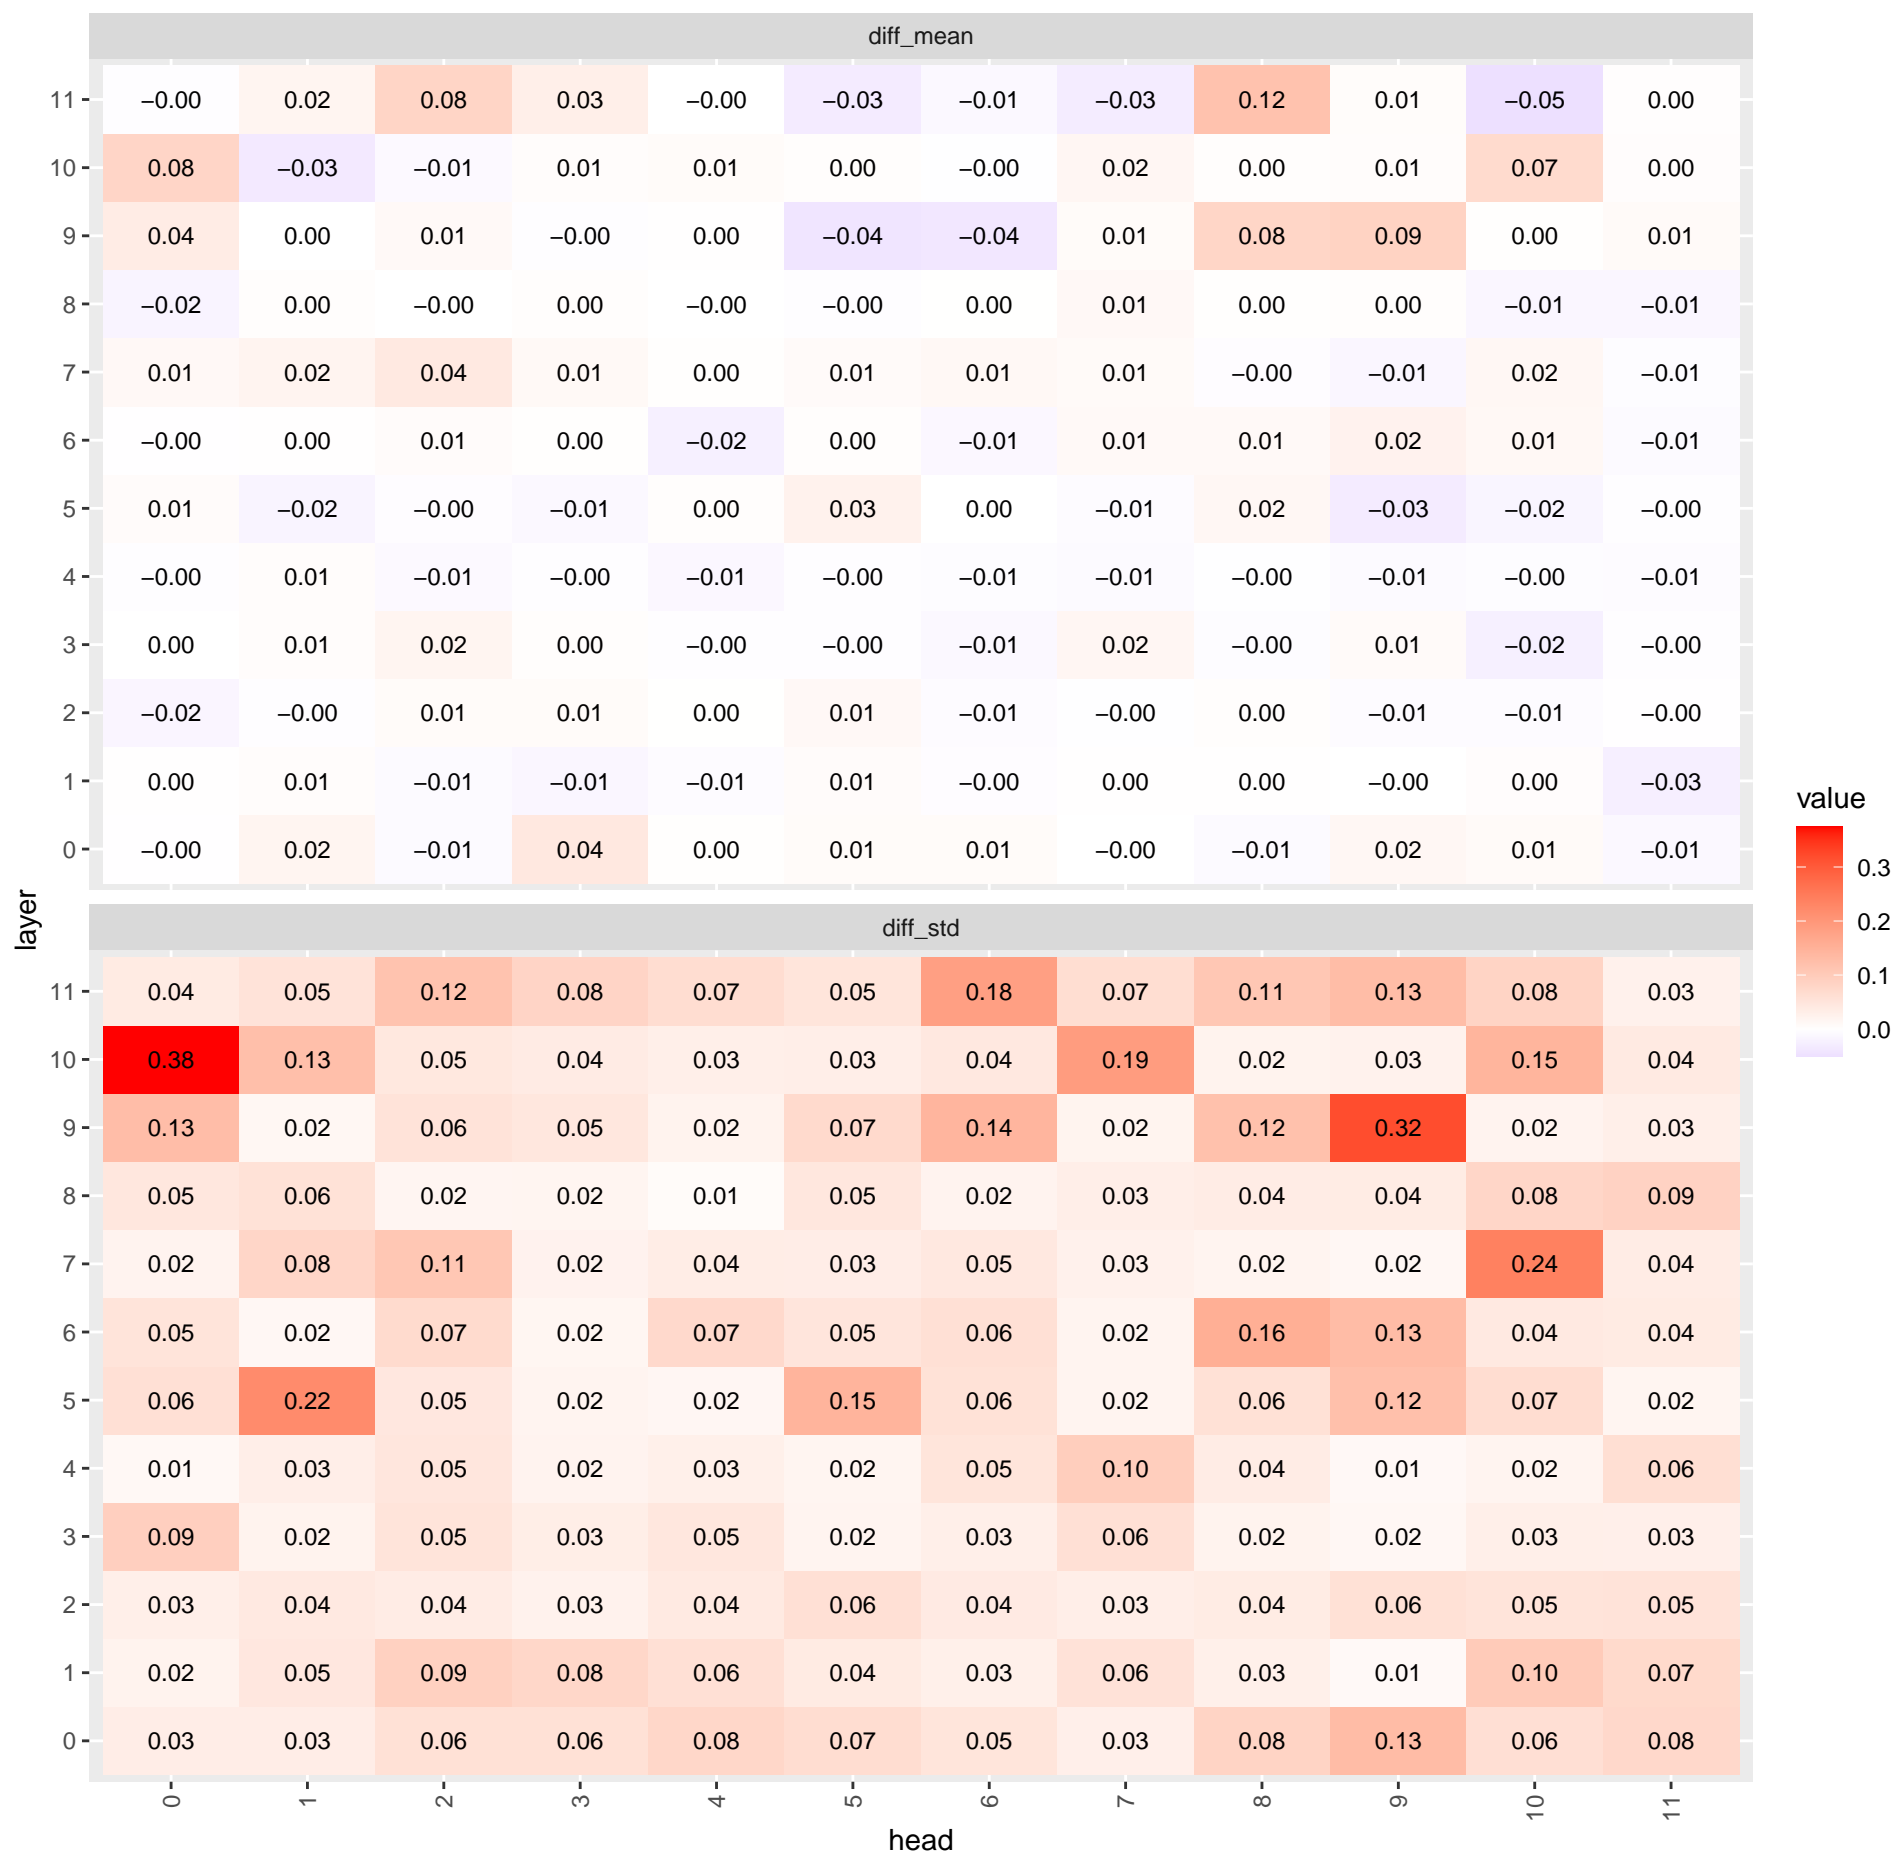 diff_mean
11 −0.00 0.02 0.08 0.03 −0.00 −0.03 −0.01 −0.03 0.12 0.01 −0.05 0.00
10 0.08 −0.03 −0.01 0.01 0.01 0.00 −0.00 0.02 0.00 0.01 0.07 0.00
9 0.04 0.00 0.01 −0.00 0.00 −0.04 −0.04 0.01 0.08 0.09 0.00 0.01
8 −0.02 0.00 −0.00 0.00 −0.00 −0.00 0.00 0.01 0.00 0.00 −0.01 −0.01
7 0.01 0.02 0.04 0.01 0.00 0.01 0.01 0.01 −0.00 −0.01 0.02 −0.01
6 −0.00 0.00 0.01 0.00 −0.02 0.00 −0.01 0.01 0.01 0.02 0.01 −0.01
5 0.01 −0.02 −0.00 −0.01 0.00 0.03 0.00 −0.01 0.02 −0.03 −0.02 −0.00
4 −0.00 0.01 −0.01 −0.00 −0.01 −0.00 −0.01 −0.01 −0.00 −0.01 −0.00 −0.01
3 0.00 0.01 0.02 0.00 −0.00 −0.00 −0.01 0.02 −0.00 0.01 −0.02 −0.00
2 −0.02 −0.00 0.01 0.01 0.00 0.01 −0.01 −0.00 0.00 −0.01 −0.01 −0.00
1 0.00 0.01 −0.01 −0.01 −0.01 0.01 −0.00 0.00 0.00 −0.00 0.00 −0.03
0 −0.00 0.02 −0.01 0.04 0.00 0.01 0.01 −0.00 −0.01 0.02 0.01 −0.01
layer
diff_std
11 0.04 0.05 0.12 0.08 0.07 0.05 0.18 0.07 0.11 0.13 0.08 0.03
10 0.38 0.13 0.05 0.04 0.03 0.03 0.04 0.19 0.02 0.03 0.15 0.04
9 0.13 0.02 0.06 0.05 0.02 0.07 0.14 0.02 0.12 0.32 0.02 0.03
8 0.05 0.06 0.02 0.02 0.01 0.05 0.02 0.03 0.04 0.04 0.08 0.09
7 0.02 0.08 0.11 0.02 0.04 0.03 0.05 0.03 0.02 0.02 0.24 0.04
6 0.05 0.02 0.07 0.02 0.07 0.05 0.06 0.02 0.16 0.13 0.04 0.04
5 0.06 0.22 0.05 0.02 0.02 0.15 0.06 0.02 0.06 0.12 0.07 0.02
4 0.01 0.03 0.05 0.02 0.03 0.02 0.05 0.10 0.04 0.01 0.02 0.06
3 0.09 0.02 0.05 0.03 0.05 0.02 0.03 0.06 0.02 0.02 0.03 0.03
2 0.03 0.04 0.04 0.03 0.04 0.06 0.04 0.03 0.04 0.06 0.05 0.05
1 0.02 0.05 0.09 0.08 0.06 0.04 0.03 0.06 0.03 0.01 0.10 0.07
0 0.03 0.03 0.06 0.06 0.08 0.07 0.05 0.03 0.08 0.13 0.06 0.08
0 1 2 3 4 5 6 7 8 9 10 11
head
value
0.3
0.2
0.1
0.0